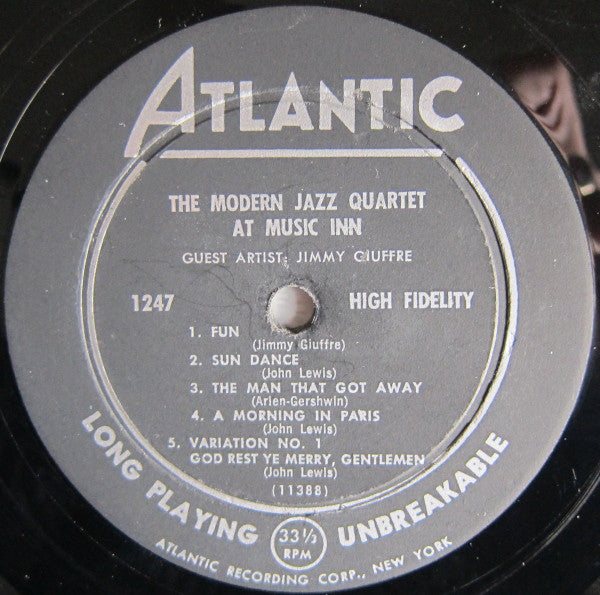 ATLANTIC
THE MODERN JAZZ QUARTET
AT MUSIC INN
GUEST ARTIST: JIMMY GIUFFRE
1247
HIGH FIDELITY
1. FUN
(Jimmy Giuffre)
2. SUN DANCE
(John Lewis)
3. THE MAN THAT GOT AWAY
(Arlen-Gershwin)
4. A MORNING IN PARIS
(John Lewis)
5. VARIATION NO. 1
GOD REST YE MERRY, GENTLEMEN
(John Lewis)
(11388)
LONG PLAYING
33 1/3
RPM
UNBREAKABLE
ATLANTIC RECORDING CORP., NEW YORK